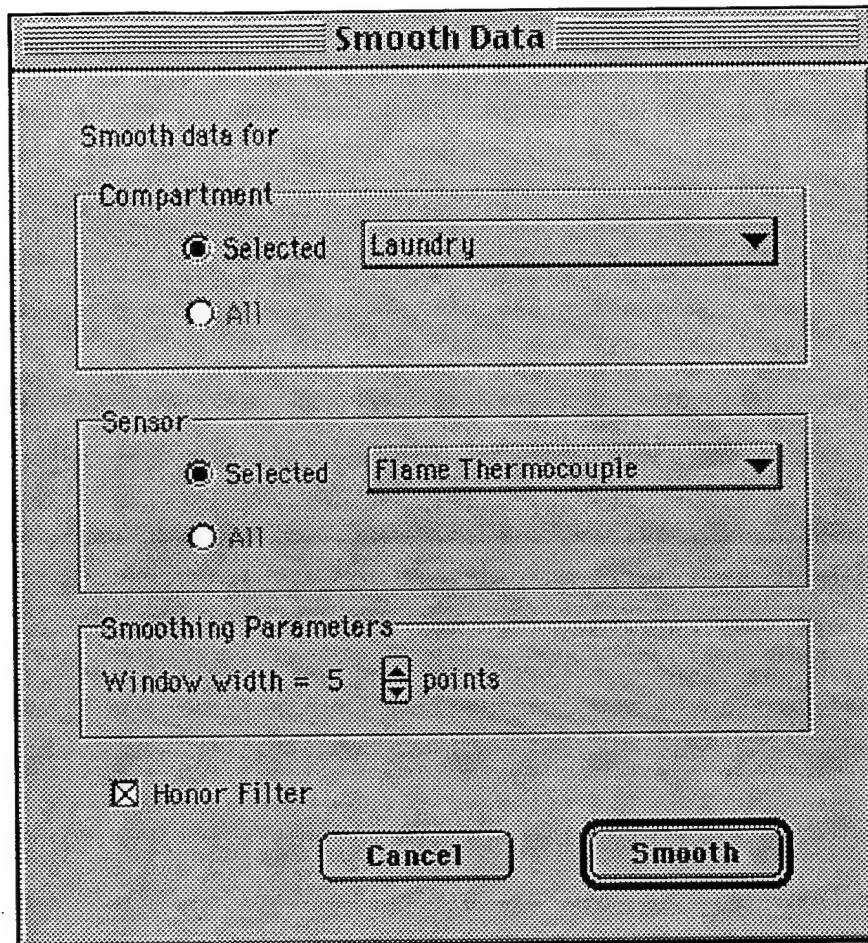 Smooth Data
Smooth data for
Compartment
Selected Laundry
All
Sensor
Selected Flame Thermocouple
All
Smoothing Parameters
Window width = 5 points
Honor Filter
Cancel Smooth